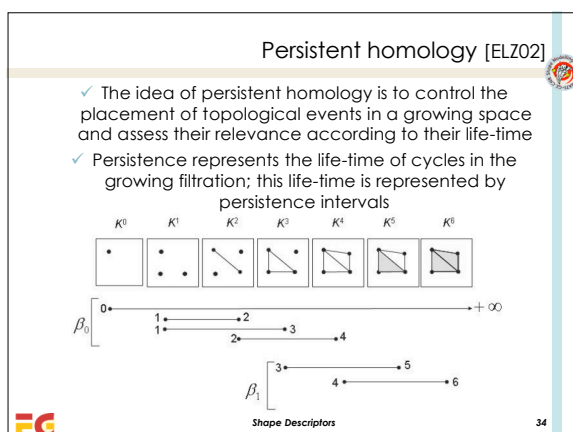 Persistent homology [ELZ02]
✓ The idea of persistent homology is to control the
placement of topological events in a growing space
and assess their relevance according to their life-time
✓ Persistence represents the life-time of cycles in the
growing filtration; this life-time is represented by
persistence intervals
K⁰ K¹ K² K³ K⁴ K⁵ K⁶
0 +∞
β₀
1 2
1 3
2 4
3 5
β₁
4 6
EG
Shape Descriptors 34